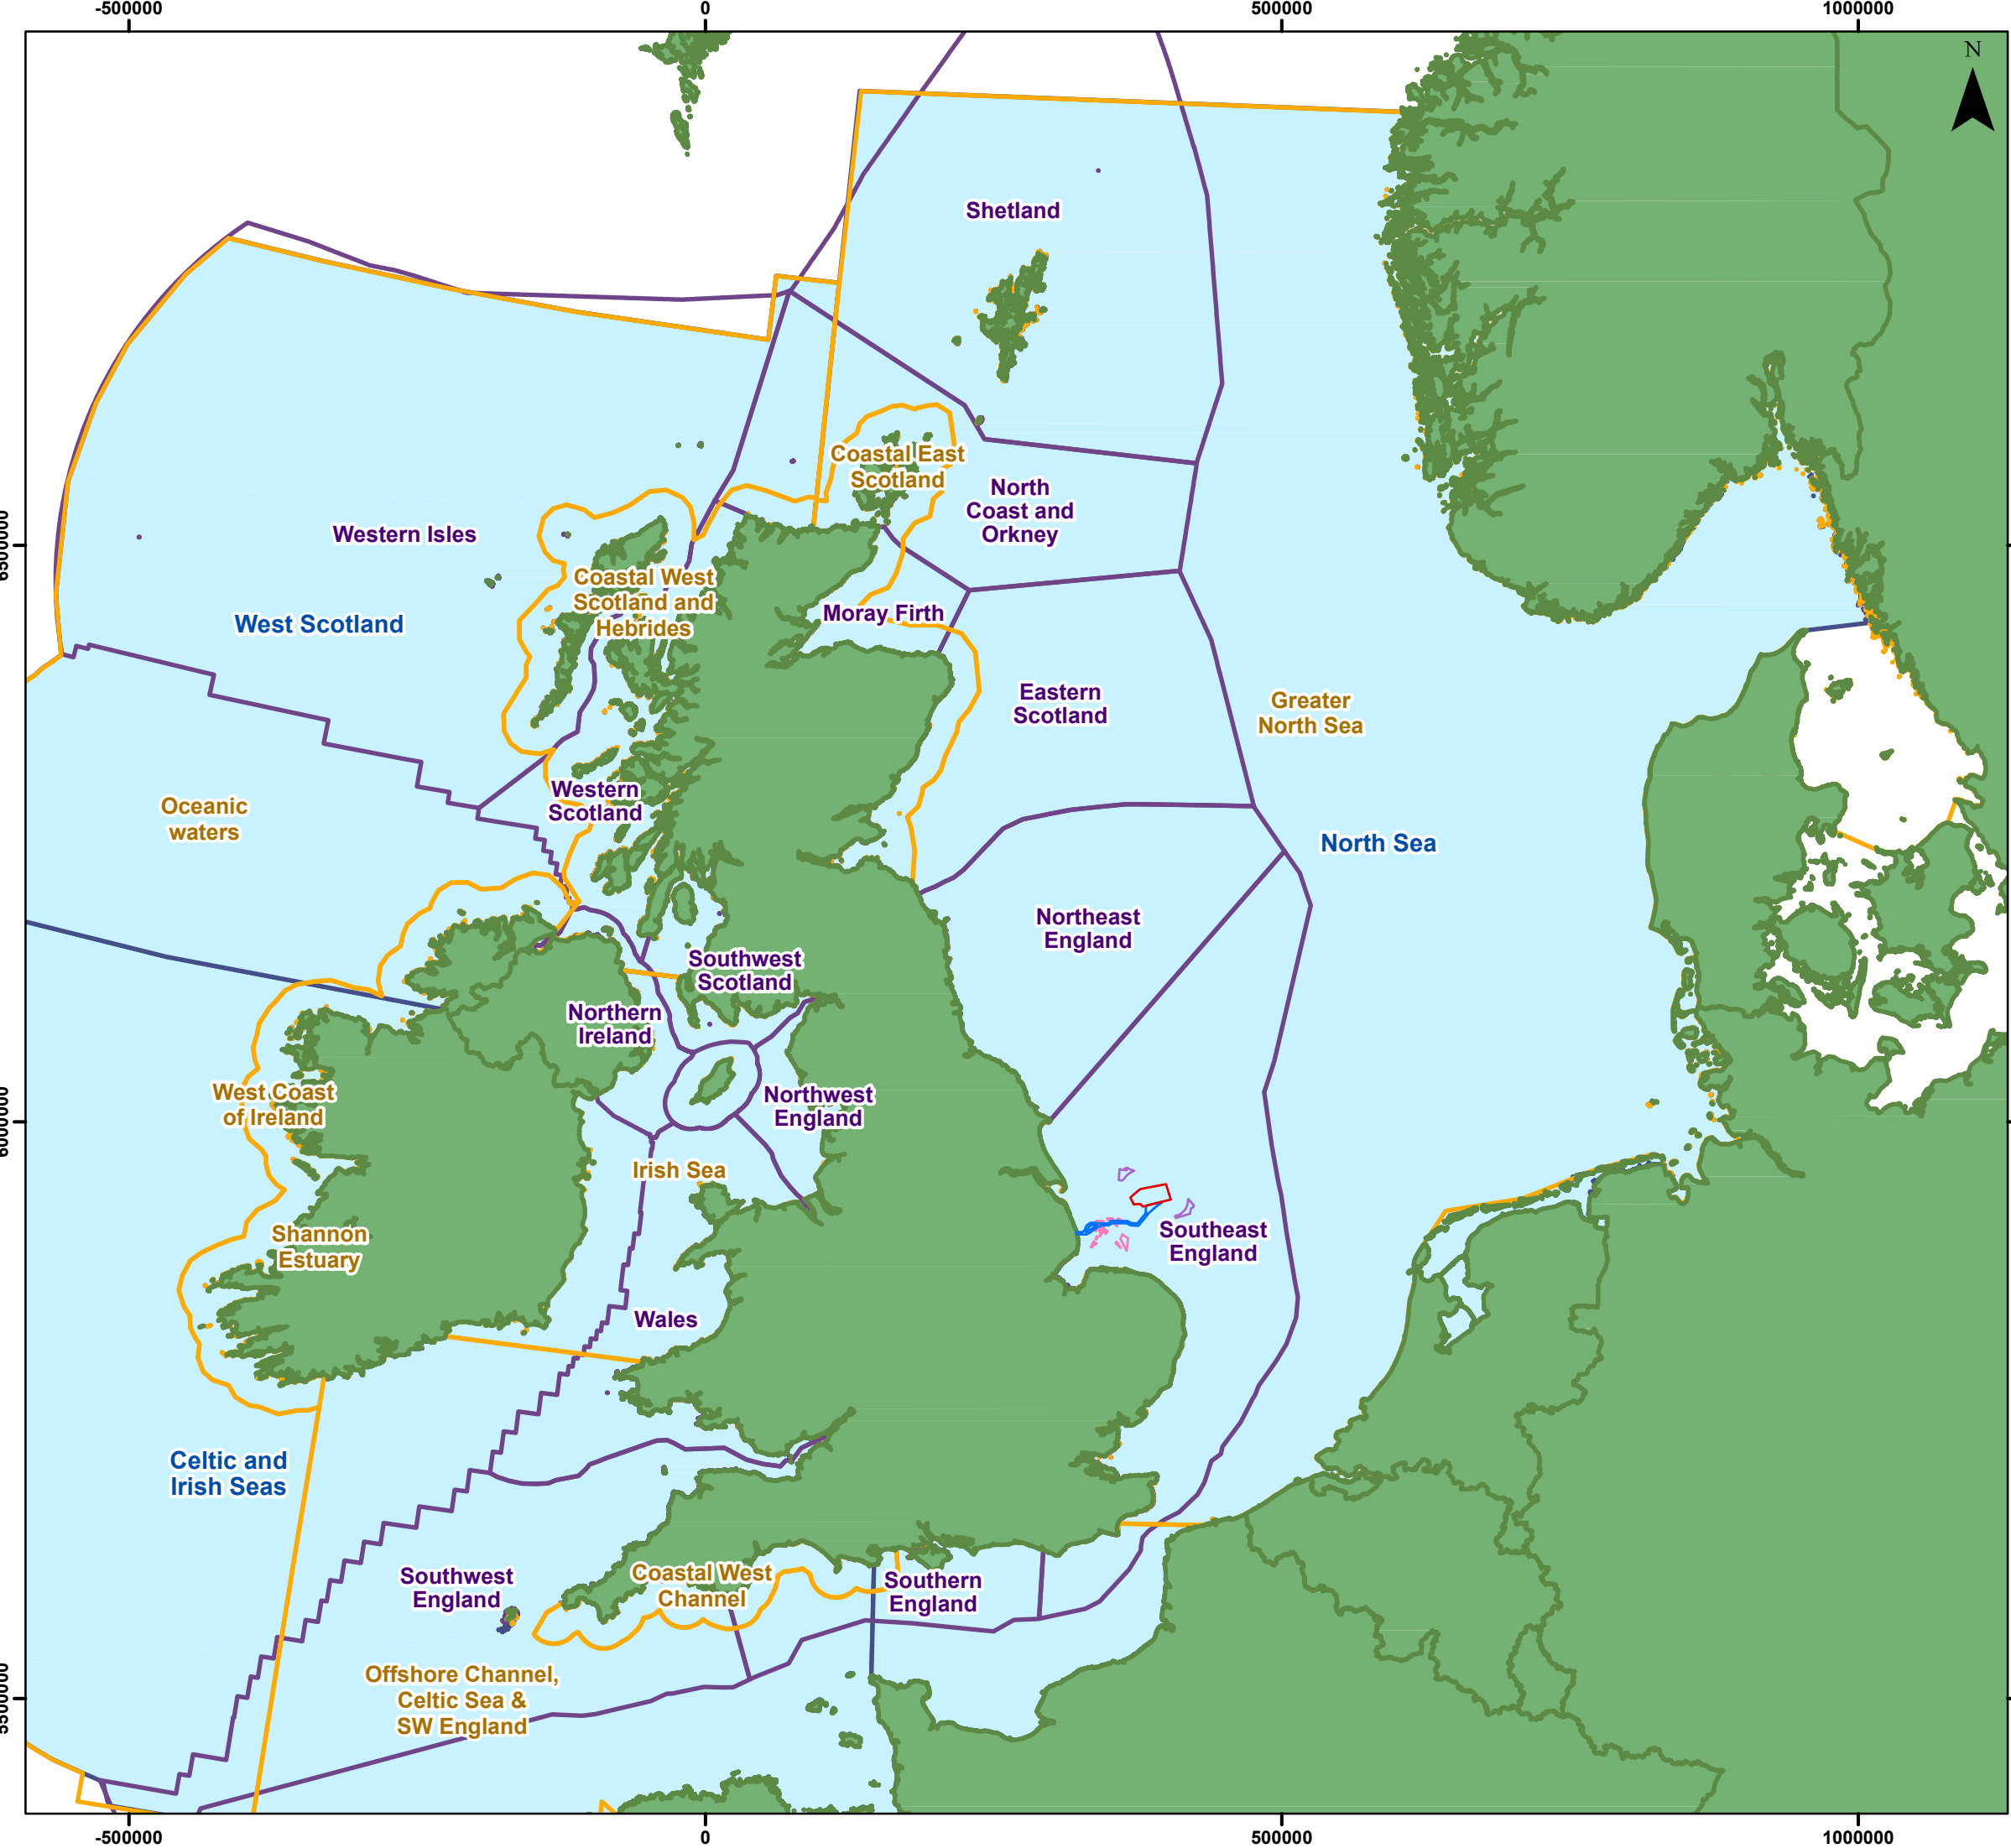 -500000
0
500000
1000000
N
Shetland
Coastal East
Scotland
North
Coast and
Orkney
Western Isles
Coastal West
Scotland and
Hebrides
Moray Firth
West Scotland
Eastern
Scotland
Greater
North Sea
Western
Scotland
Oceanic
waters
North Sea
Northeast
England
Southwest
Scotland
Northern
Ireland
West Coast
of Ireland
Northwest
England
Irish Sea
Shannon
Estuary
Southeast
England
Wales
Celtic and
Irish Seas
Southwest
England
Coastal West
Channel
Southern
England
Offshore Channel,
Celtic Sea &
SW England
-500000
0
500000
1000000